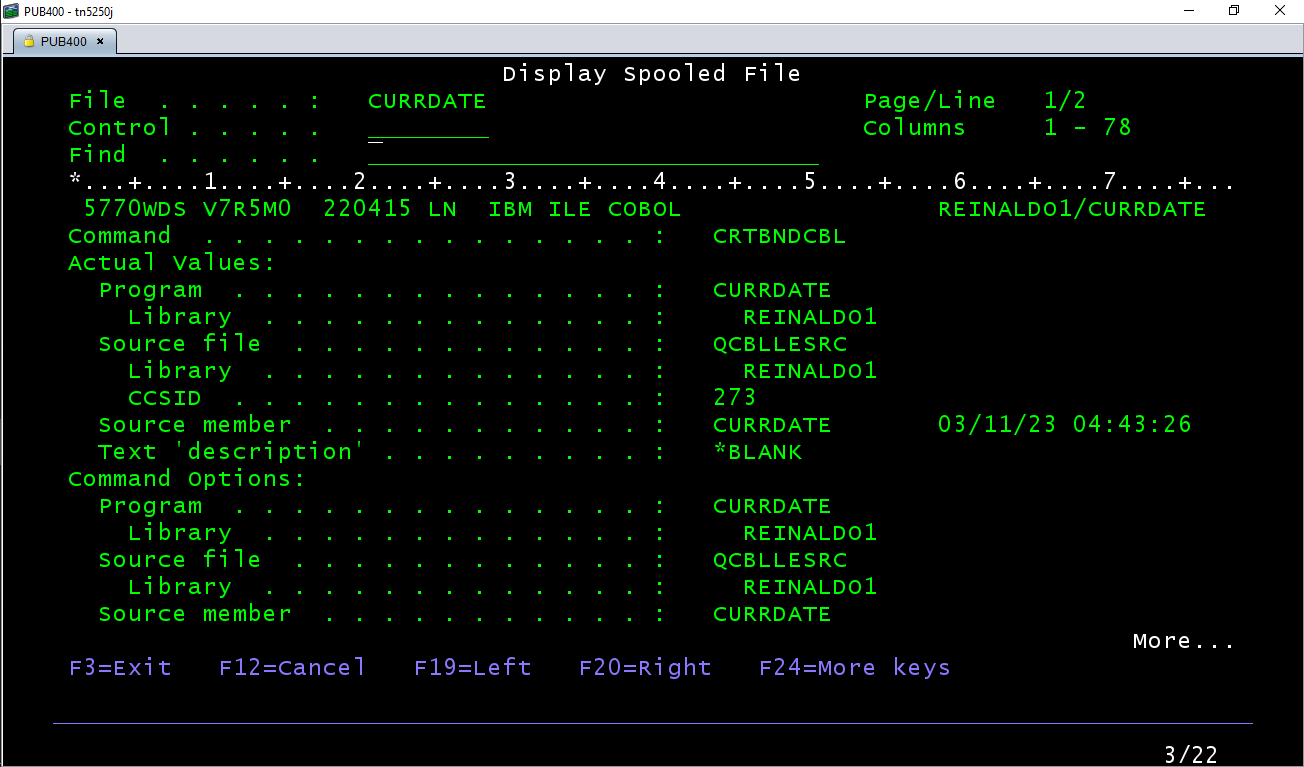 PUB400 - tn5250j
PUB400
Display Spooled File
File . . . . . : CURRDATE Page/Line 1/2
Control . . . . . Columns 1 - 78
Find . . . . . .
*...+....1....+....2....+....3....+....4....+....5....+....6....+....7....+...
5770WDS V7R5M0 220415 LN IBM ILE COBOL REINALDO1/CURRDATE
Command . . . . . . . . . . . . . . . : CRTBNDCBL
Actual Values:
Program . . . . . . . . . . . . . . : CURRDATE
Library . . . . . . . . . . . . . : REINALDO1
Source file . . . . . . . . . . . . : QCBLLESRC
Library . . . . . . . . . . . . . : REINALDO1
CCSID . . . . . . . . . . . . . . : 273
Source member . . . . . . . . . . . : CURRDATE 03/11/23 04:43:26
Text 'description' . . . . . . . . . : *BLANK
Command Options:
Program . . . . . . . . . . . . . . : CURRDATE
Library . . . . . . . . . . . . . : REINALDO1
Source file . . . . . . . . . . . . : QCBLLESRC
Library . . . . . . . . . . . . . : REINALDO1
Source member . . . . . . . . . . . : CURRDATE
More...
F3=Exit F12=Cancel F19=Left F20=Right F24=More keys
3/22